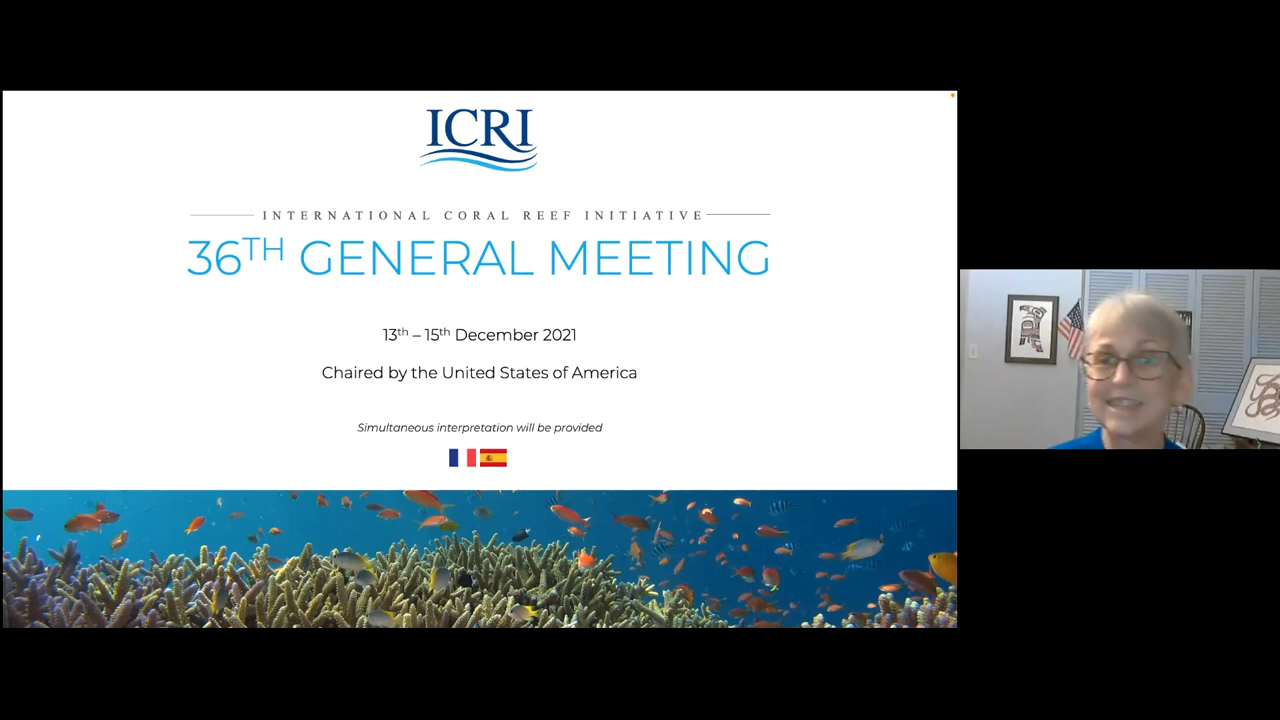 ICRI
INTERNATIONAL CORAL REEF INITIATIVE
36TH GENERAL MEETING
13th – 15th December 2021
Chaired by the United States of America
Simultaneous interpretation will be provided